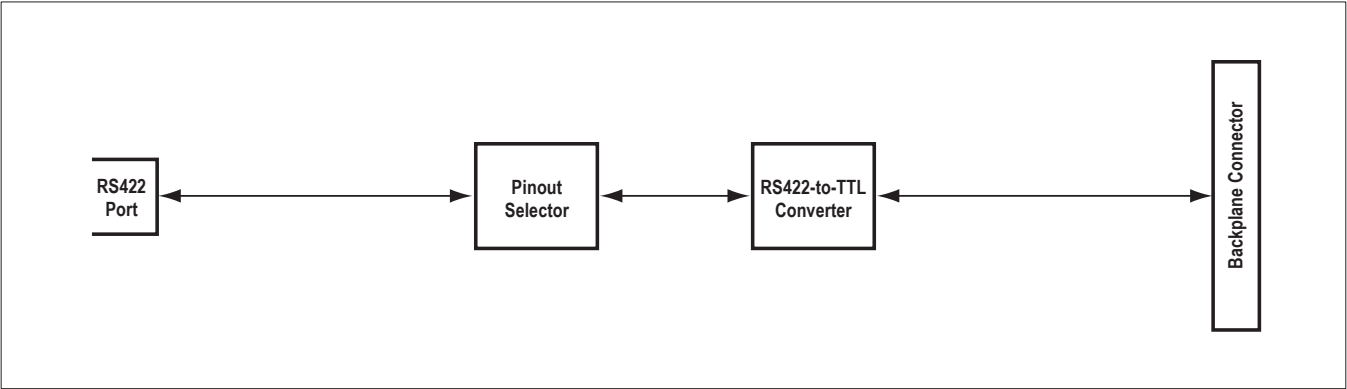 RS422
Port
Pinout
Selector
RS422-to-TTL
Converter
Backplane Connector